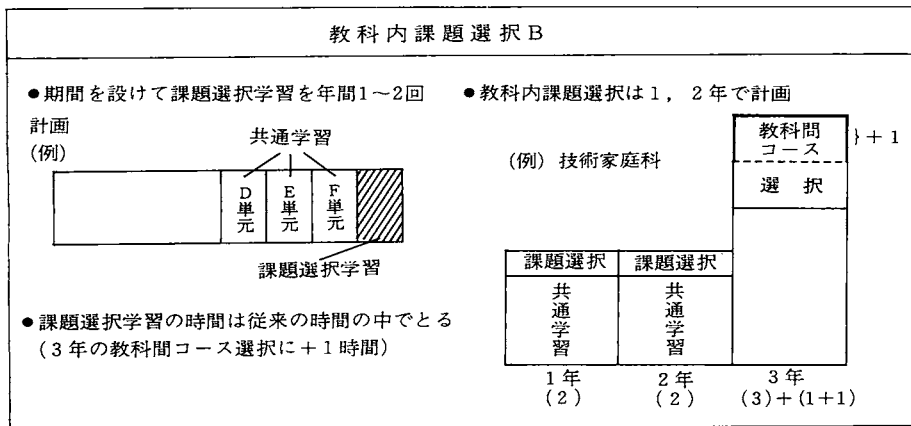 教科内課題選択B
●期間を設けて課題選択学習を年間1〜2回
計画
(例)
共通学習
D単元
E単元
F単元
課題選択学習
●課題選択学習の時間は従来の時間の中でとる
(3年の教科間コース選択に+1時間)
●教科内課題選択は1, 2年で計画
(例) 技術家庭科
教科間
コース
}+1
選択
課題選択
課題選択
共通学習
共通学習
1年
2年
3年
(2)
(2)
(3)+(1+1)